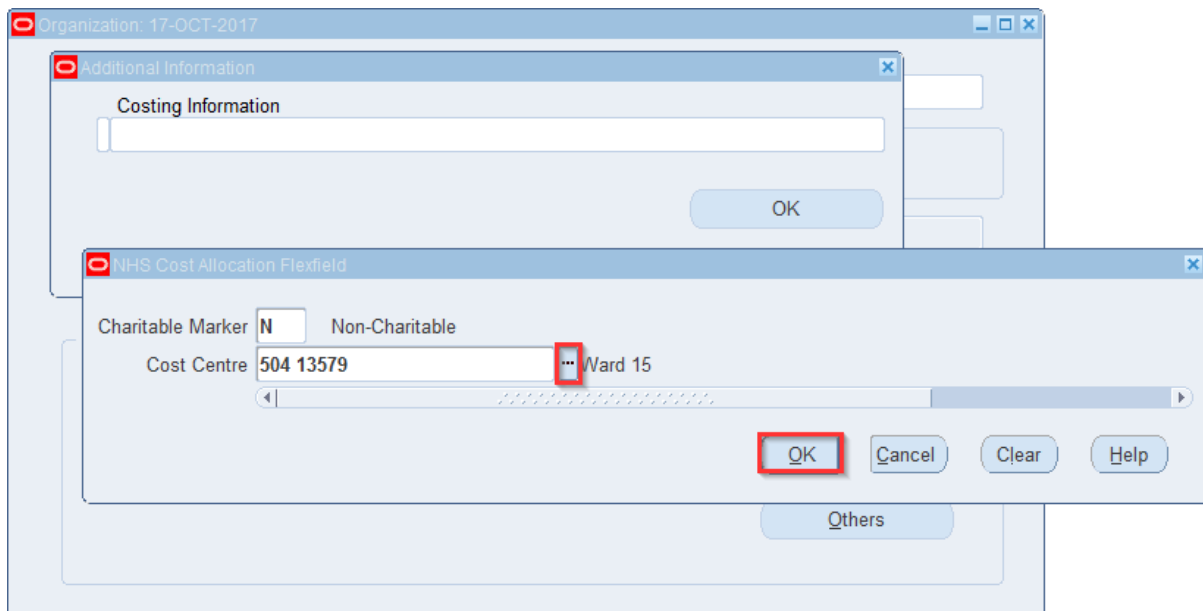 Organization: 17-OCT-2017
Additional Information
Costing Information
OK
NHS Cost Allocation Flexfield
Charitable Marker N Non-Charitable
Cost Centre 504 13579 ... Ward 15
OK Cancel Clear Help
Others